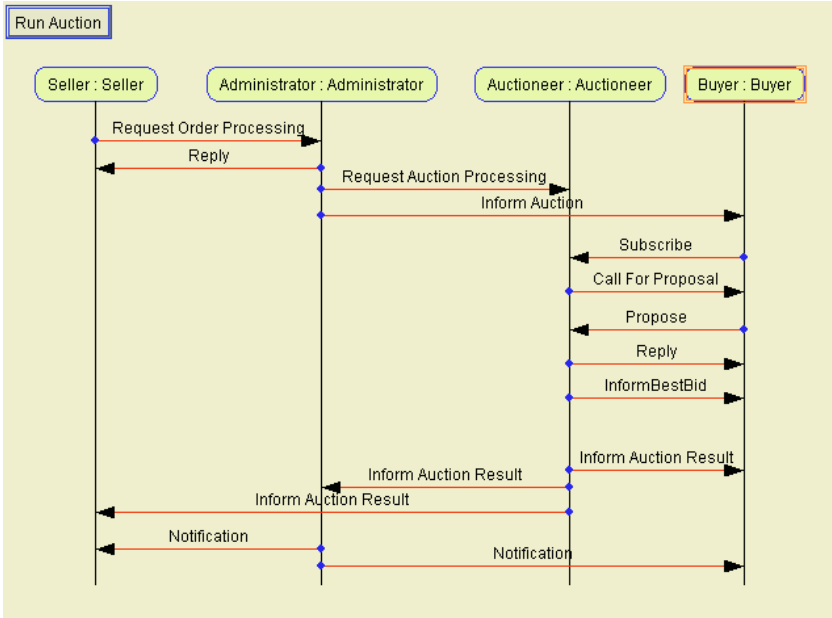 Run Auction
Seller : Seller
Administrator : Administrator
Auctioneer : Auctioneer
Buyer : Buyer
Request Order Processing
Reply
Request Auction Processing
Inform Auction
Subscribe
Call For Proposal
Propose
Reply
InformBestBid
Inform Auction Result
Inform Auction Result
Inform Auction Result
Notification
Notification